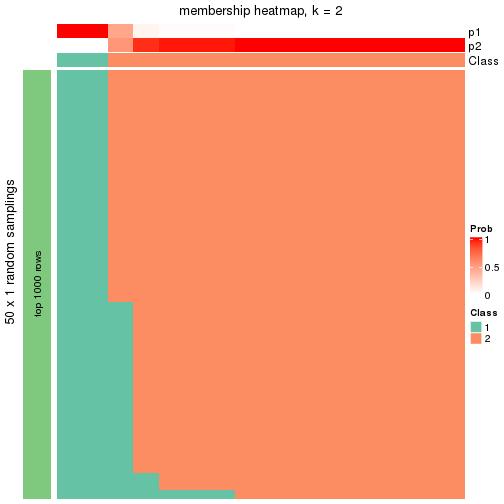 membership heatmap, k = 2
p1
p2
Class
50 x 1 random samplings
top 1000 rows
Prob
1
0.5
0
Class
1
2